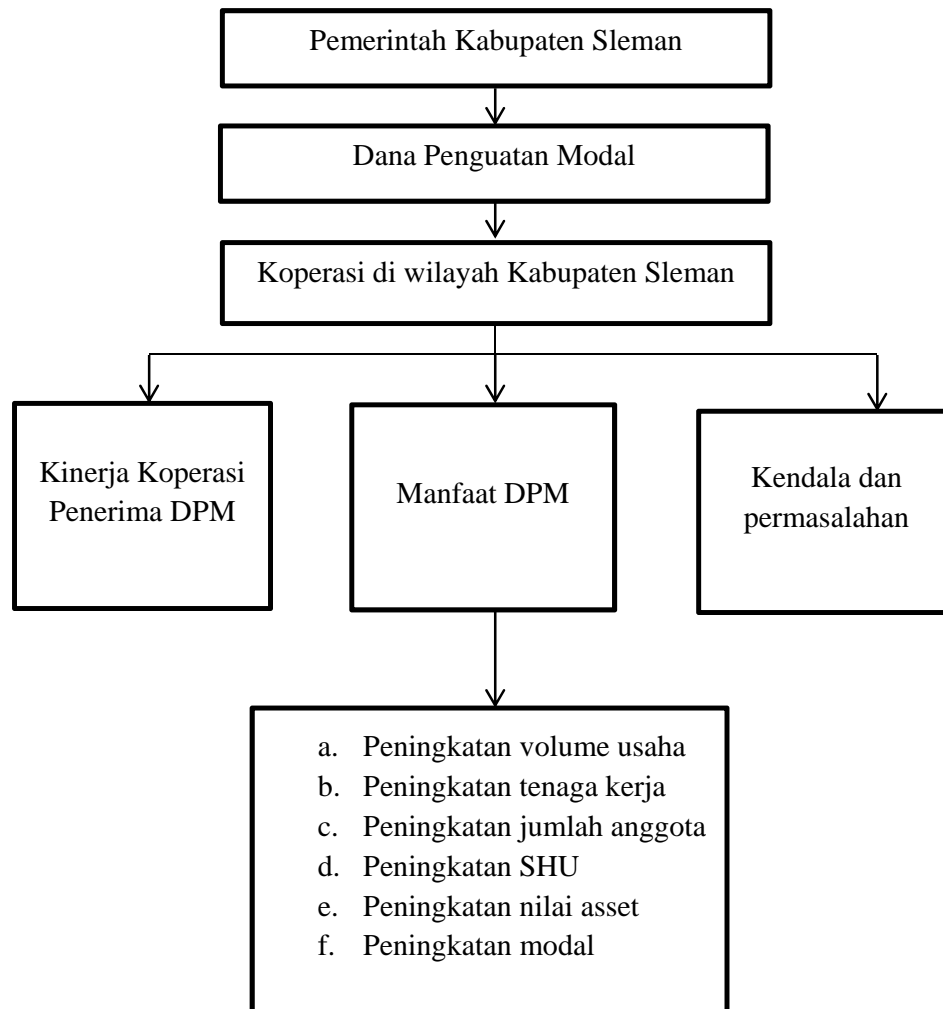 Pemerintah Kabupaten Sleman
Dana Penguatan Modal
Koperasi di wilayah Kabupaten Sleman
Kinerja Koperasi
Penerima DPM
Manfaat DPM
Kendala dan
permasalahan
a. Peningkatan volume usaha
b. Peningkatan tenaga kerja
c. Peningkatan jumlah anggota
d. Peningkatan SHU
e. Peningkatan nilai asset
f. Peningkatan modal